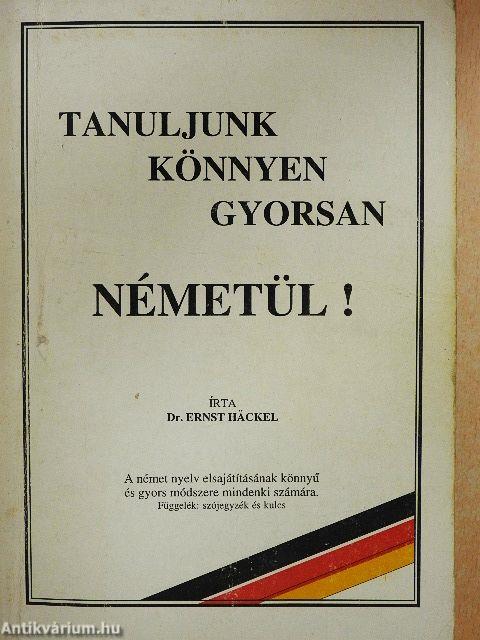 TANULJUNK
KÖNNYEN
GYORSAN
NÉMETÜL !
ÍRTA
Dr. ERNST HÄCKEL
A német nyelv elsajátításának könnyű
és gyors módszere mindenki számára.
Függelék: szójegyzék és kulcs
Antikvárium.hu